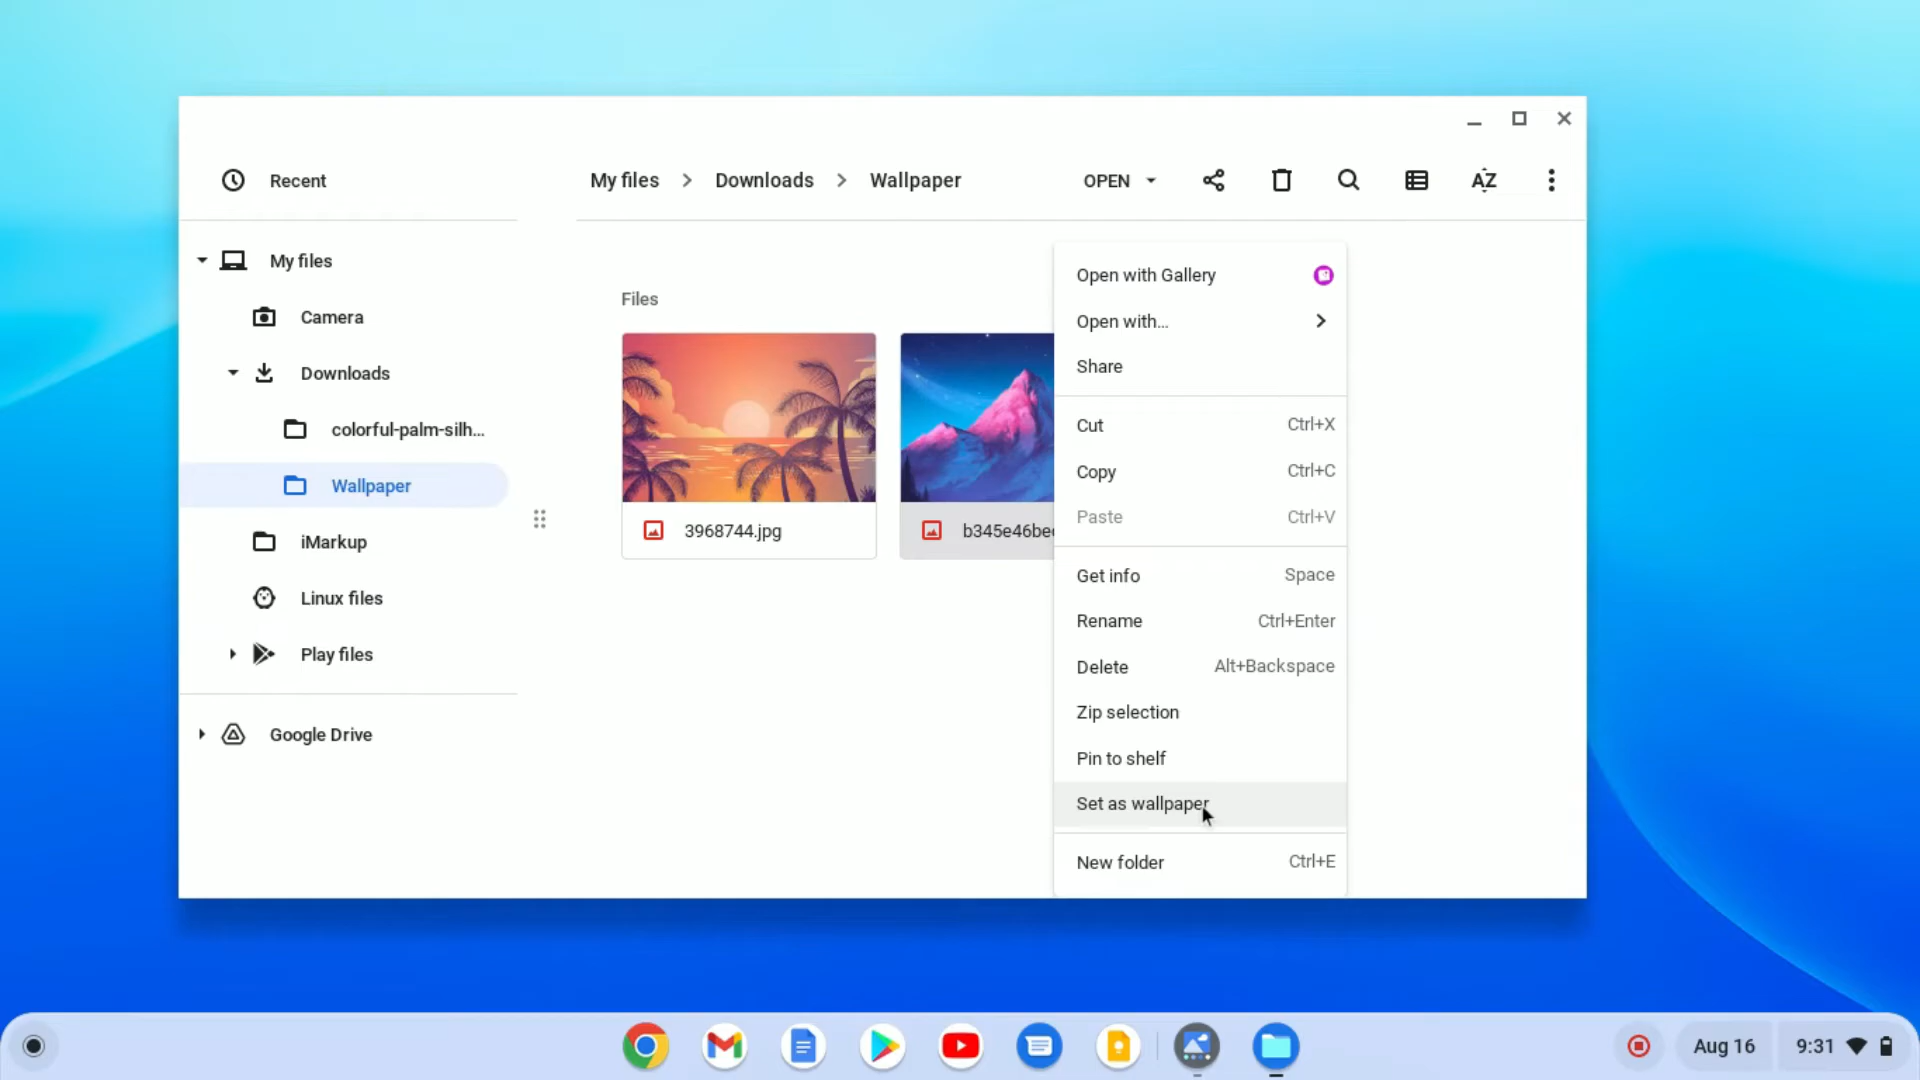 Recent
My files
Camera
Downloads
colorful-palm-silh...
Wallpaper
iMarkup
Linux files
Play files
Google Drive
My files > Downloads > Wallpaper
OPEN
AZ
Files
3968744.jpg
b345e46be
Open with Gallery
Open with...
Share
Cut Ctrl+X
Copy Ctrl+C
Paste Ctrl+V
Get info Space
Rename Ctrl+Enter
Delete Alt+Backspace
Zip selection
Pin to shelf
Set as wallpaper
New folder Ctrl+E
Aug 16
9:31